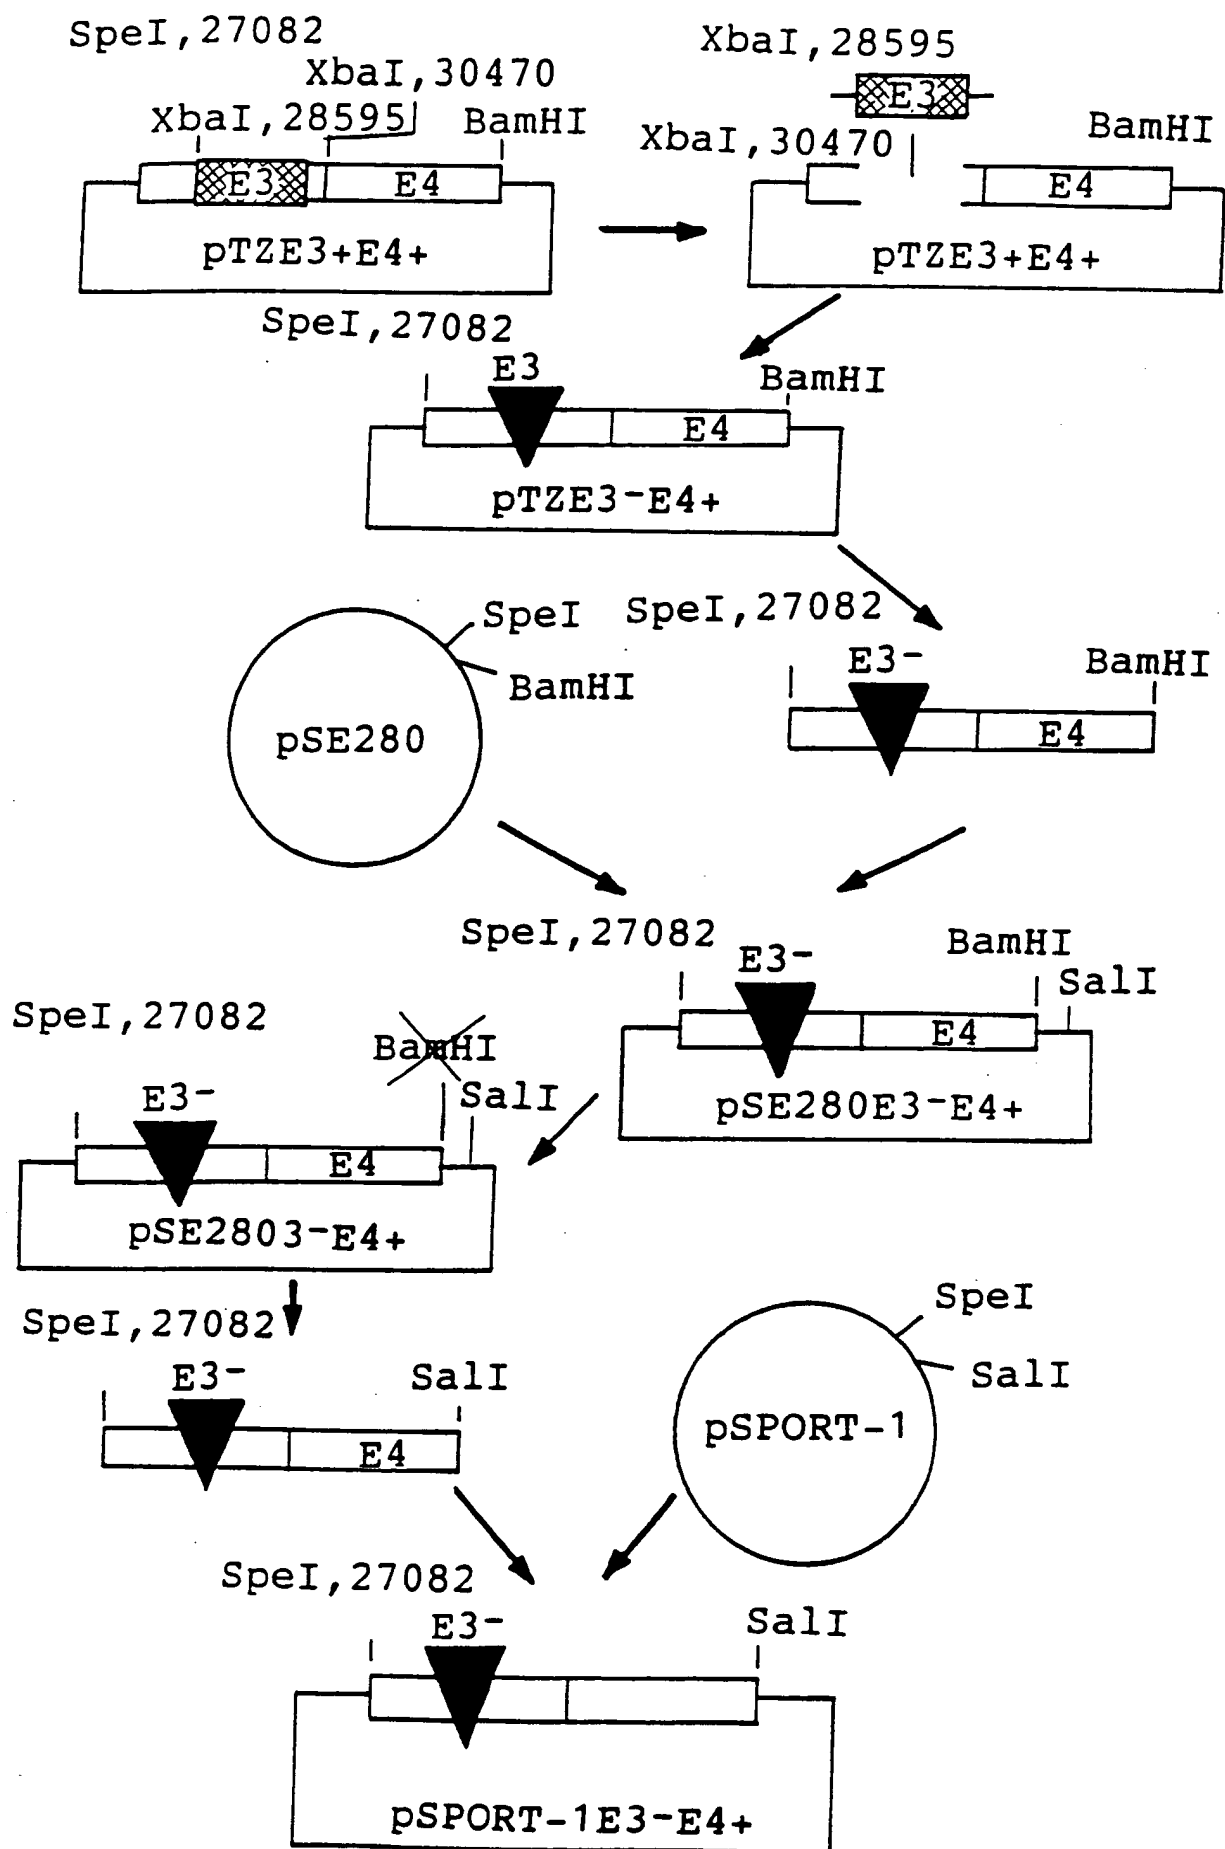 SpeI,27082
XbaI,30470
XbaI,28595
BamHI
E3
E4
pTZE3+E4+
XbaI,28595
E3
XbaI,30470
BamHI
E4
pTZE3+E4+
SpeI,27082
E3
BamHI
E4
pTZE3-E4+
SpeI
BamHI
pSE280
SpeI,27082
E3-
BamHI
E4
SpeI,27082
E3-
BamHI
SalI
E4
pSE280E3-E4+
SpeI,27082
BamHI
E3-
SalI
E4
pSE2803-E4+
SpeI,27082
E3-
SalI
E4
SpeI
SalI
pSPORT-1
SpeI,27082
E3-
SalI
pSPORT-1E3-E4+